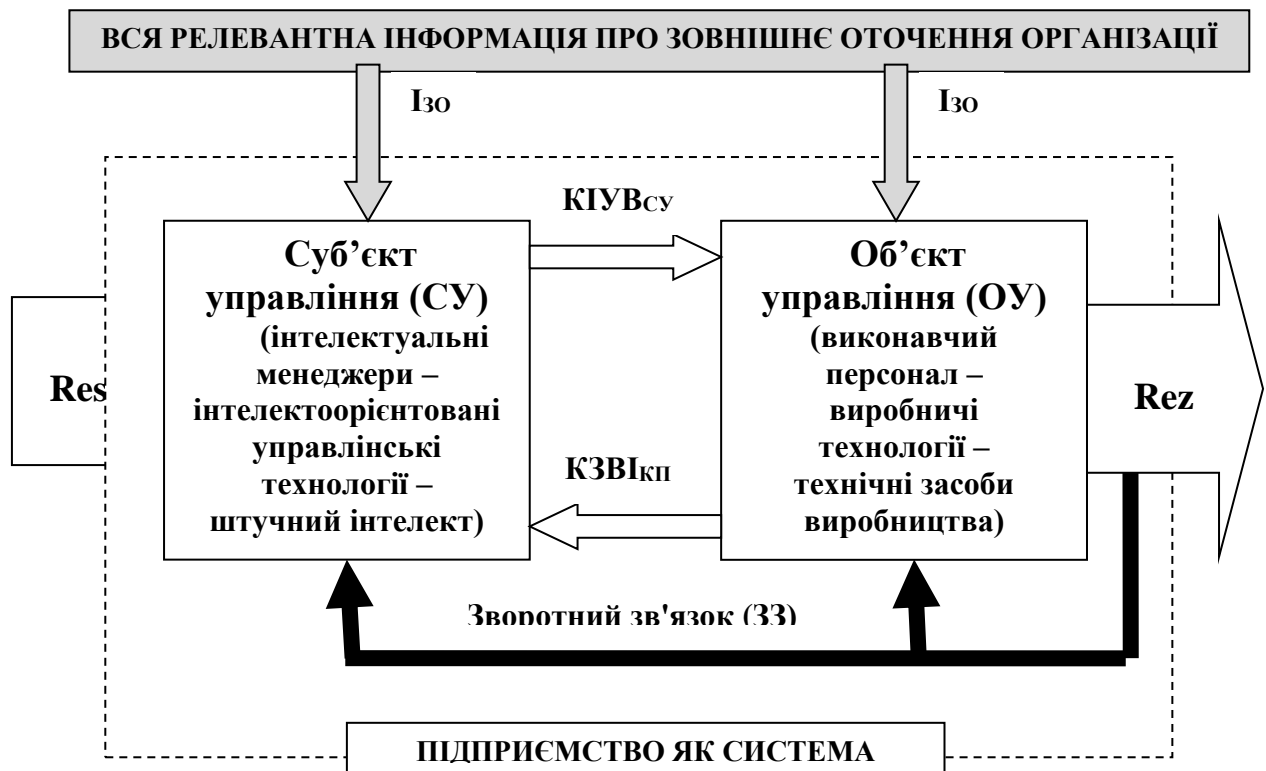 ВСЯ РЕЛЕВАНТНА ІНФОРМАЦІЯ ПРО ЗОВНІШНЄ ОТОЧЕННЯ ОРГАНІЗАЦІЇ
ІЗО
ІЗО
КІУВСУ
Суб’єкт
управління (СУ)
(інтелектуальні
менеджери –
інтелектоорієнтовані
управлінські
технології –
штучний інтелект)
Об’єкт
управління (ОУ)
(виконавчий
персонал –
виробничі
технології –
технічні засоби
виробництва)
Res
Rez
КЗВІКП
Зворотний зв'язок (ЗЗ)
ПІДПРИЄМСТВО ЯК СИСТЕМА